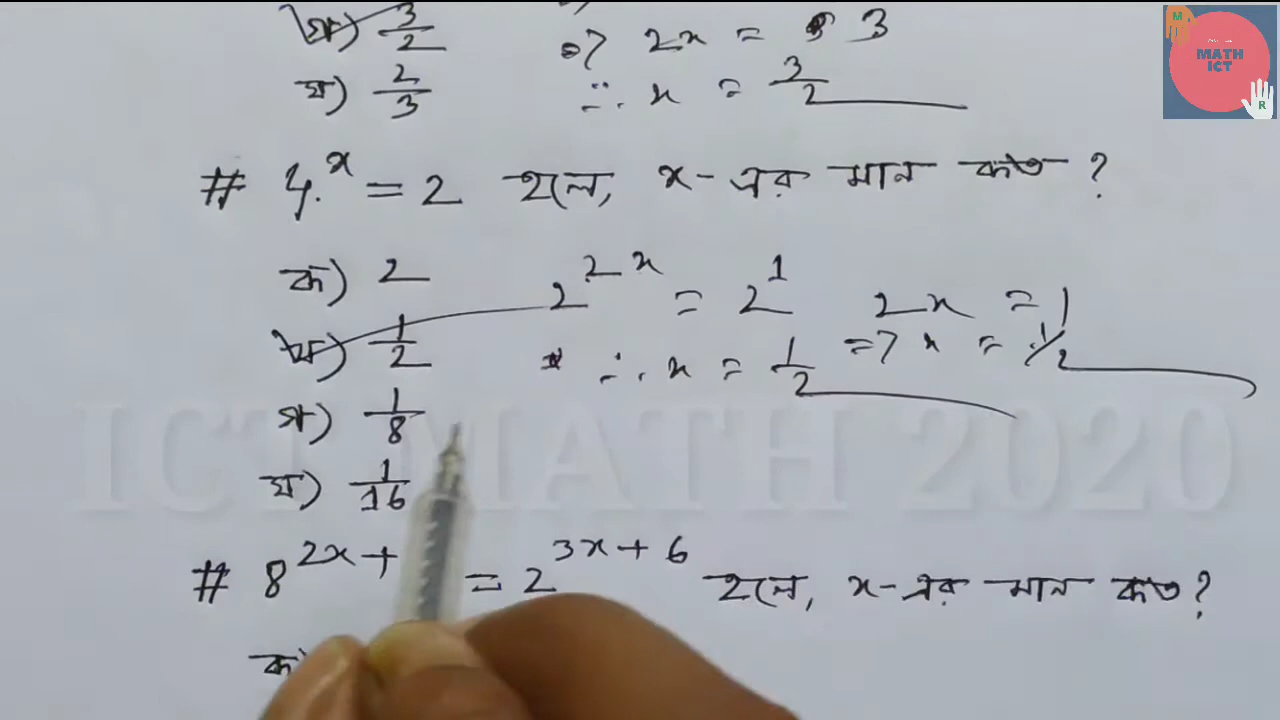 গ) 3/2 বা, 2x = 3
ঘ) 2/3 ∴ x = 3/2
MATH
ICT
M
R
# 4^x = 2 হলে, x-এর মান কত?
ক) 2 2^2x = 2^1 2x = 1
খ) 1/2 ∴ x = 1/2 => x = 1/2
গ) 1/8
ঘ) 1/16
ICT MATH 2020
# 8^2x+ = 2^3x+6 হলে, x-এর মান কত?
ক)